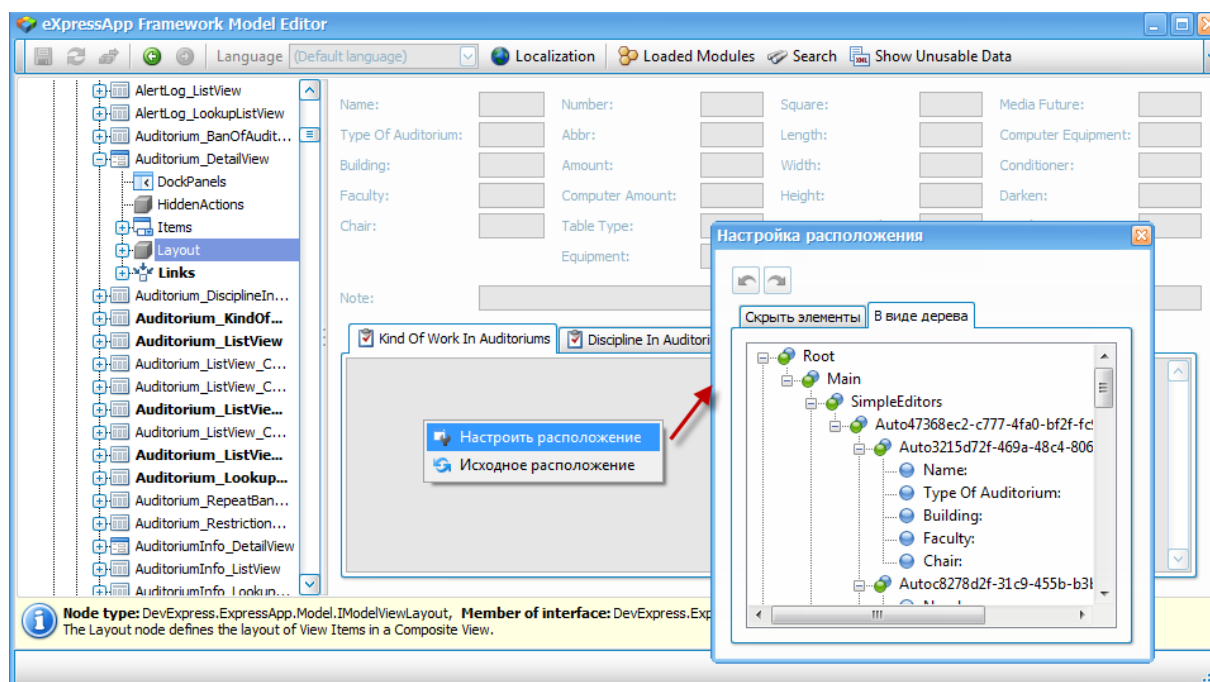 eXpressApp Framework Model Editor
Language (Default language) Localization Loaded Modules Search Show Unusable Data
AlertLog_ListView
AlertLog_LookupListView
Auditorium_BanOfAudit...
Auditorium_DetailView
DockPanels
HiddenActions
Items
Layout
Links
Auditorium_DisciplineIn...
Auditorium_KindOf...
Auditorium_ListView
Auditorium_ListView_C...
Auditorium_ListView_C...
Auditorium_ListVie...
Auditorium_ListView_C...
Auditorium_ListVie...
Auditorium_Lookup...
Auditorium_RepeatBan...
Auditorium_Restriction...
AuditoriumInfo_DetailView
AuditoriumInfo_ListView
AuditoriumInfo_Lookup...
Name: Number: Square: Media Future:
Type Of Auditorium: Abbr: Length: Computer Equipment:
Building: Amount: Width: Conditioner:
Faculty: Computer Amount: Height: Darken:
Chair: Table Type:
Equipment:
Note:
Kind Of Work In Auditoriums Discipline In Auditori
Настроить расположение
Исходное расположение
Настройка расположения
Скрыть элементы В виде дерева
Root
Main
SimpleEditors
Auto47368ec2-c777-4fa0-bf2f-fc
Auto3215d72f-469a-48c4-806
Name:
Type Of Auditorium:
Building:
Faculty:
Chair:
Autoc8278d2f-31c9-455b-b3
Node type: DevExpress.ExpressApp.Model.IModelViewLayout, Member of interface: DevExpress.Exp
The Layout node defines the layout of View Items in a Composite View.